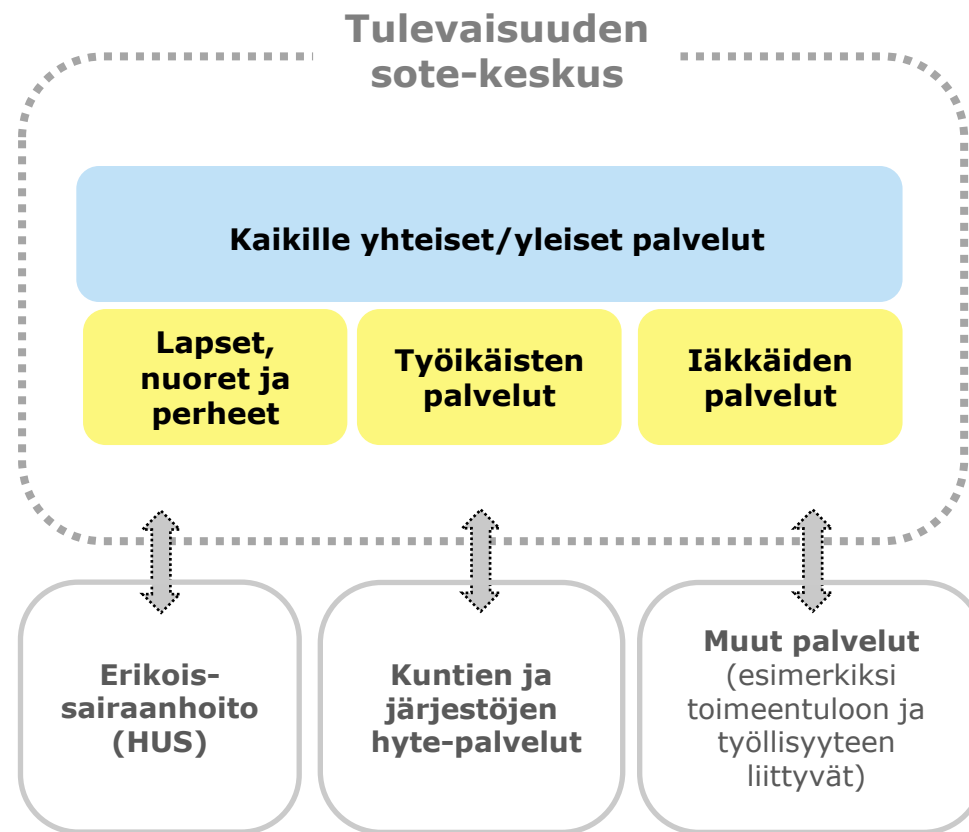 Tulevaisuuden
sote-keskus
Kaikille yhteiset/yleiset palvelut
Lapset,
nuoret ja
perheet
Työikäisten
palvelut
Iäkkäiden
palvelut
Erikois-
sairaanhoito
(HUS)
Kuntien ja
järjestöjen
hyte-palvelut
Muut palvelut
(esimerkiksi
toimeentuloon ja
työllisyyteen
liittyvät)